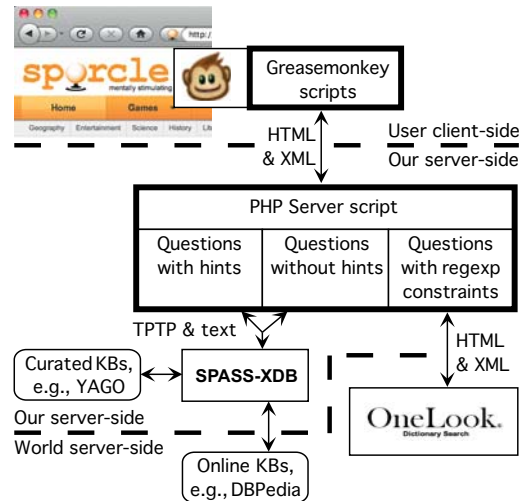 http:/
sporcle
mentally stimulating
Home Games
Geography Entertainment Science History
Greasemonkey
scripts
HTML
& XML
User client-side
Our server-side
PHP Server script
Questions
with hints
Questions
without hints
Questions
with regexp
constraints
TPTP & text
HTML
& XML
Curated KBs,
e.g., YAGO
SPASS-XDB
Our server-side
World server-side
OneLook.
Dictionary Search
Online KBs,
e.g., DBPedia